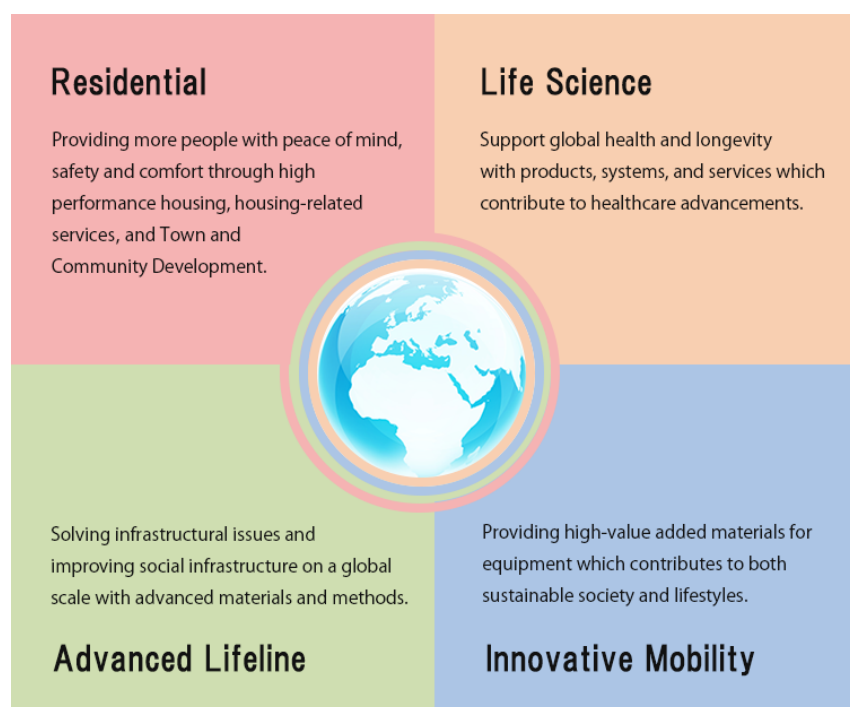 Residential
Providing more people with peace of mind,
safety and comfort through high
performance housing, housing-related
services, and Town and
Community Development.
Life Science
Support global health and longevity
with products, systems, and services which
contribute to healthcare advancements.
Solving infrastructural issues and
improving social infrastructure on a global
scale with advanced materials and methods.
Advanced Lifeline
Providing high-value added materials for
equipment which contributes to both
sustainable society and lifestyles.
Innovative Mobility